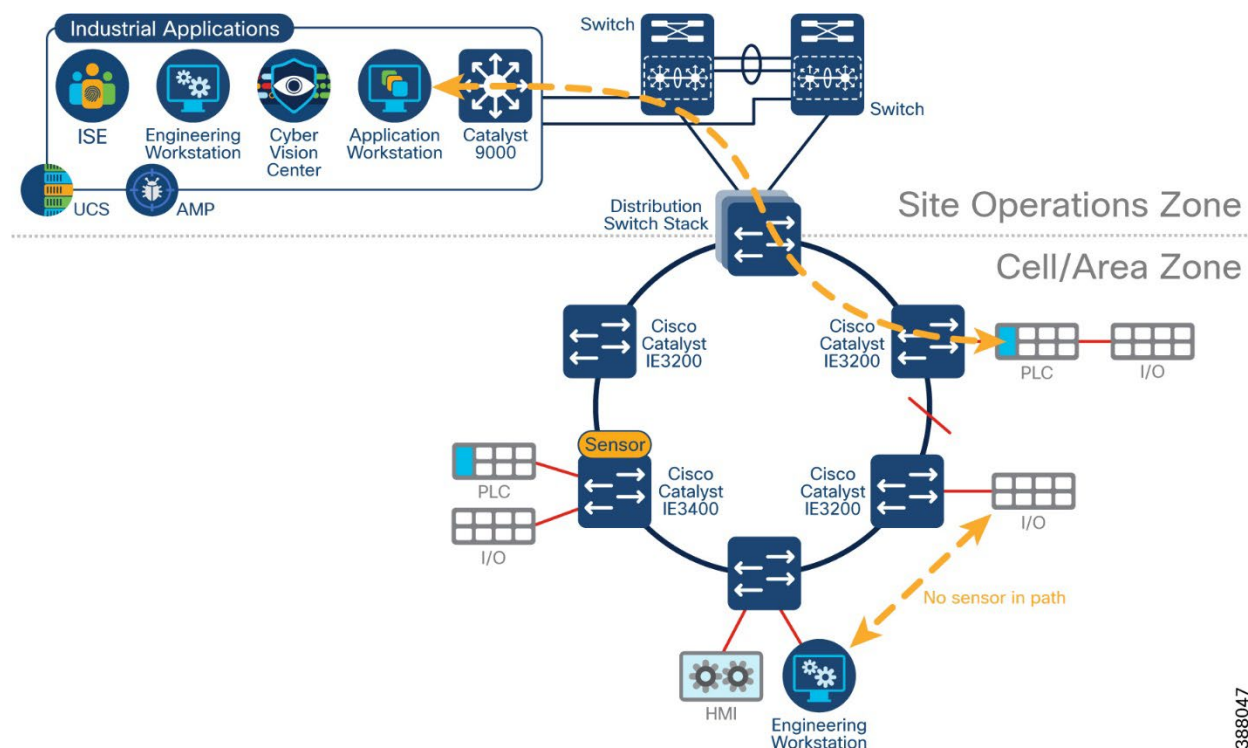 Industrial Applications
ISE
Engineering
Workstation
Cyber
Vision
Center
Application
Workstation
Catalyst
9000
UCS
AMP
Switch
Switch
Distribution
Switch Stack
Site Operations Zone
Cell/Area Zone
Cisco
Catalyst
IE3200
Cisco
Catalyst
IE3200
PLC
I/O
Sensor
PLC
I/O
Cisco
Catalyst
IE3400
Cisco
Catalyst
IE3200
I/O
No sensor in path
HMI
Engineering
Workstation
388047